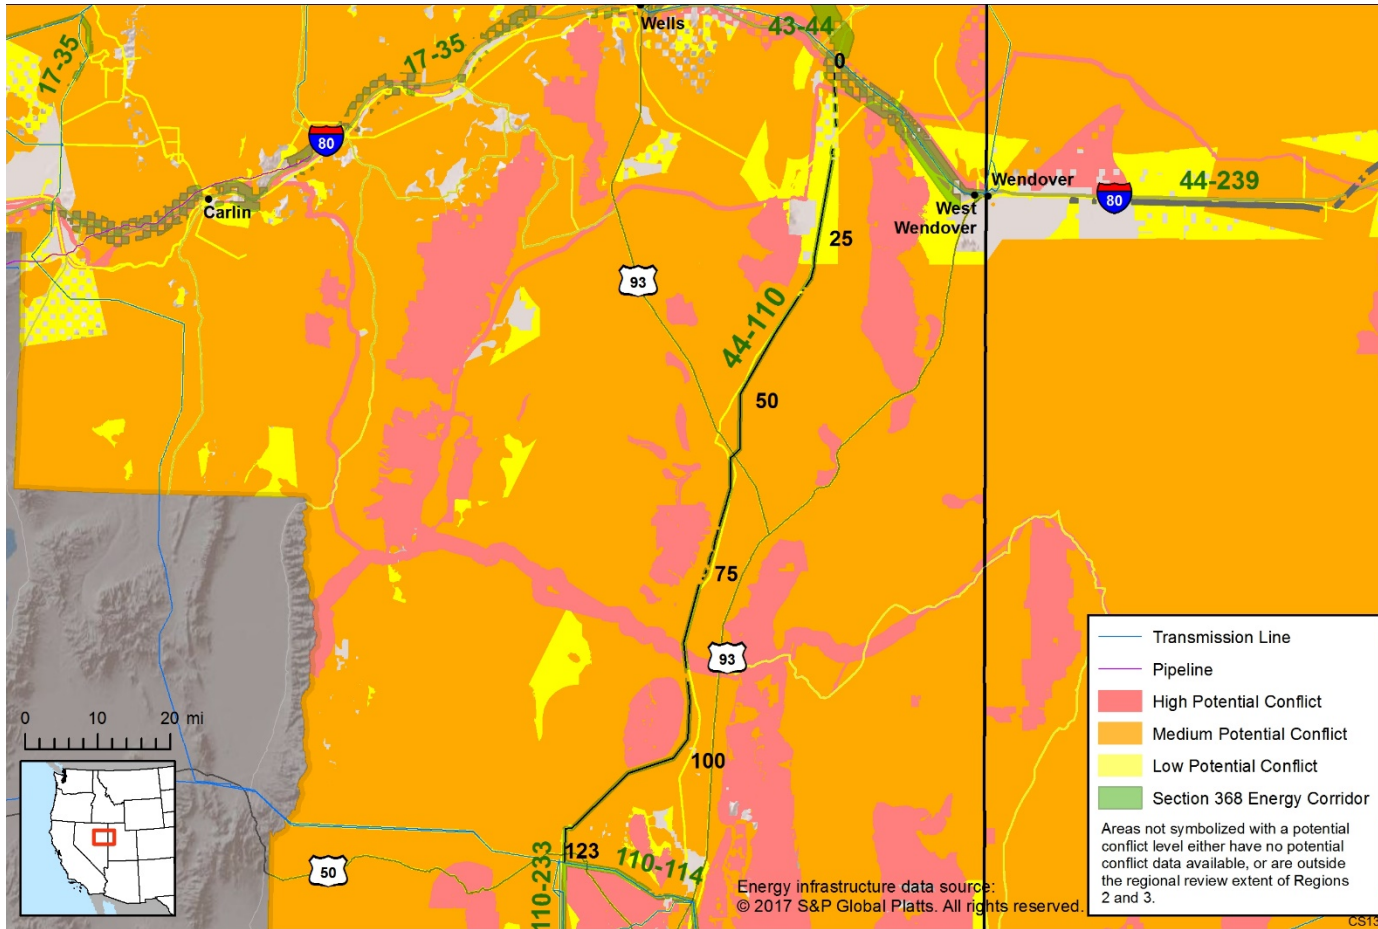 Wells
43-44
0
17-35
17-35
80
Carlin
Wendover
West
Wendover
44-239
80
25
93
44-110
50
75
93
100
123
110-114
110-233
50
0 10 20 mi
Energy infrastructure data source:
© 2017 S&P Global Platts. All rights reserved.
Transmission Line
Pipeline
High Potential Conflict
Medium Potential Conflict
Low Potential Conflict
Section 368 Energy Corridor
Areas not symbolized with a potential
conflict level either have no potential
conflict data available, or are outside
the regional review extent of Regions
2 and 3.
CS13